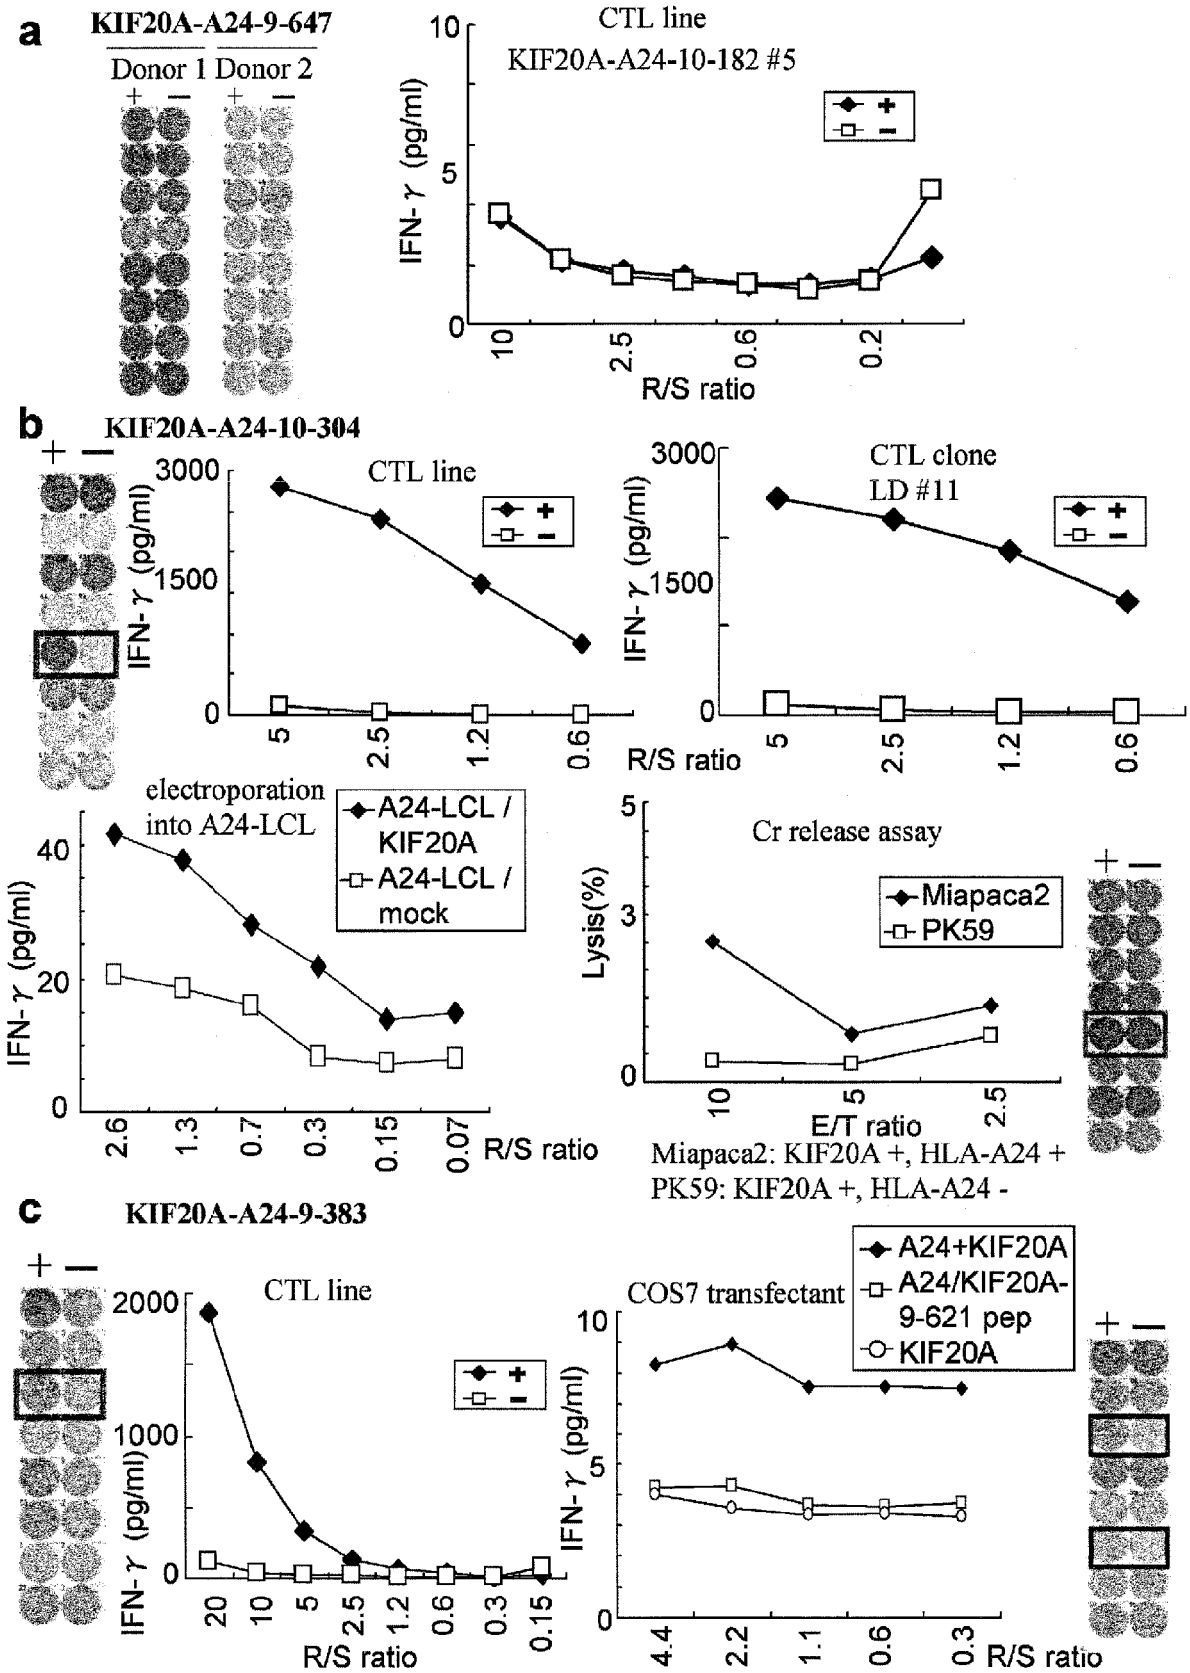 a
KIF20A-A24-9-647
Donor 1 Donor 2
+ − + −
CTL line
KIF20A-A24-10-182 #5
+
−
IFN-γ (pg/ml)
10
5
0
10
2.5
0.6
0.2
R/S ratio
b
KIF20A-A24-10-304
+ −
CTL line
+
−
IFN-γ (pg/ml)
3000
1500
0
5
2.5
1.2
0.6
R/S ratio
CTL clone
LD #11
+
−
IFN-γ (pg/ml)
3000
1500
0
5
2.5
1.2
0.6
electroporation
into A24-LCL
A24-LCL /
KIF20A
A24-LCL /
mock
IFN-γ (pg/ml)
40
20
0
2.6
1.3
0.7
0.3
0.15
0.07
R/S ratio
Cr release assay
Miapaca2
PK59
Lysis(%)
5
3
0
10
5
2.5
E/T ratio
+ −
Miapaca2: KIF20A +, HLA-A24 +
PK59: KIF20A +, HLA-A24 -
c
KIF20A-A24-9-383
+ −
CTL line
+
−
IFN-γ (pg/ml)
2000
1000
0
20
10
5
2.5
1.2
0.6
0.3
0.15
R/S ratio
COS7 transfectant
A24+KIF20A
A24/KIF20A-
9-621 pep
KIF20A
IFN-γ (pg/ml)
10
5
0
4.4
2.2
1.1
0.6
0.3
R/S ratio
+ −